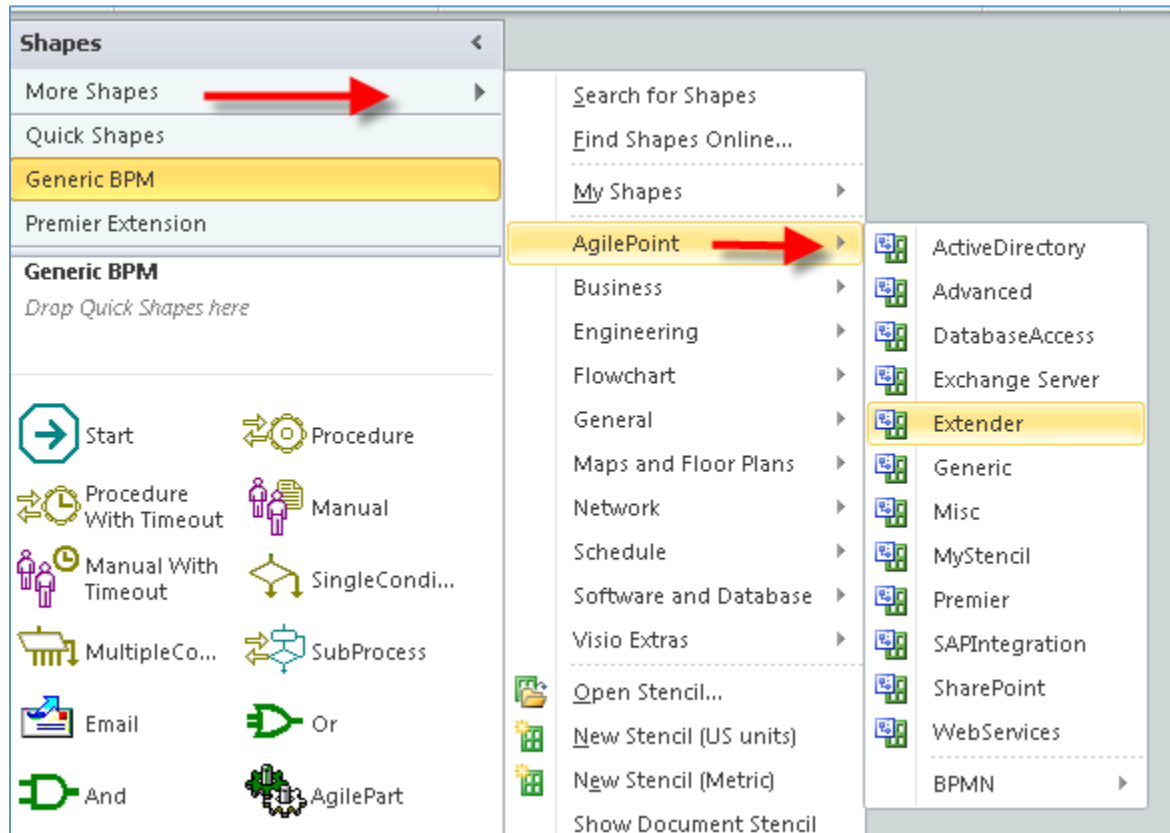 Shapes
More Shapes
Quick Shapes
Generic BPM
Premier Extension
Generic BPM
Drop Quick Shapes here
Start
Procedure
Procedure
With Timeout
Manual
Manual With
Timeout
SingleCondi...
MultipleCo...
SubProcess
Email
Or
And
AgilePart
Search for Shapes
Find Shapes Online...
My Shapes
AgilePoint
Business
Engineering
Flowchart
General
Maps and Floor Plans
Network
Schedule
Software and Database
Visio Extras
Open Stencil...
New Stencil (US units)
New Stencil (Metric)
Show Document Stencil
ActiveDirectory
Advanced
DatabaseAccess
Exchange Server
Extender
Generic
Misc
MyStencil
Premier
SAPIntegration
SharePoint
WebServices
BPMN